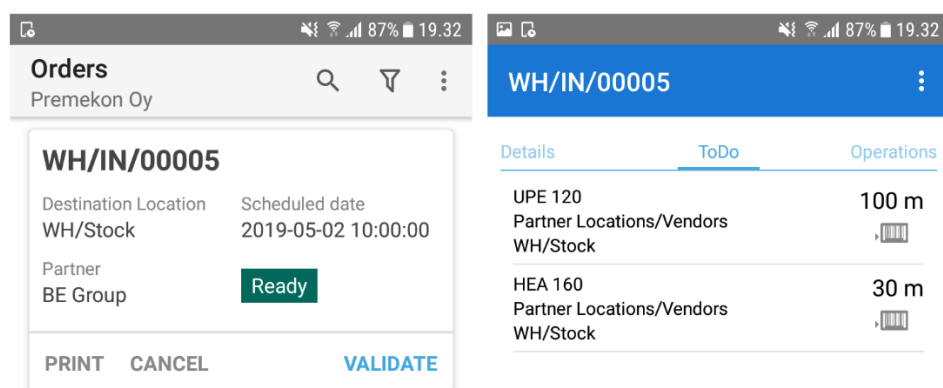 87% 19.32
Orders
Premekon Oy
WH/IN/00005
Destination Location Scheduled date
WH/Stock 2019-05-02 10:00:00
Partner
BE Group Ready
PRINT CANCEL VALIDATE
87% 19.32
WH/IN/00005
Details ToDo Operations
UPE 120 100 m
Partner Locations/Vendors
WH/Stock
HEA 160 30 m
Partner Locations/Vendors
WH/Stock